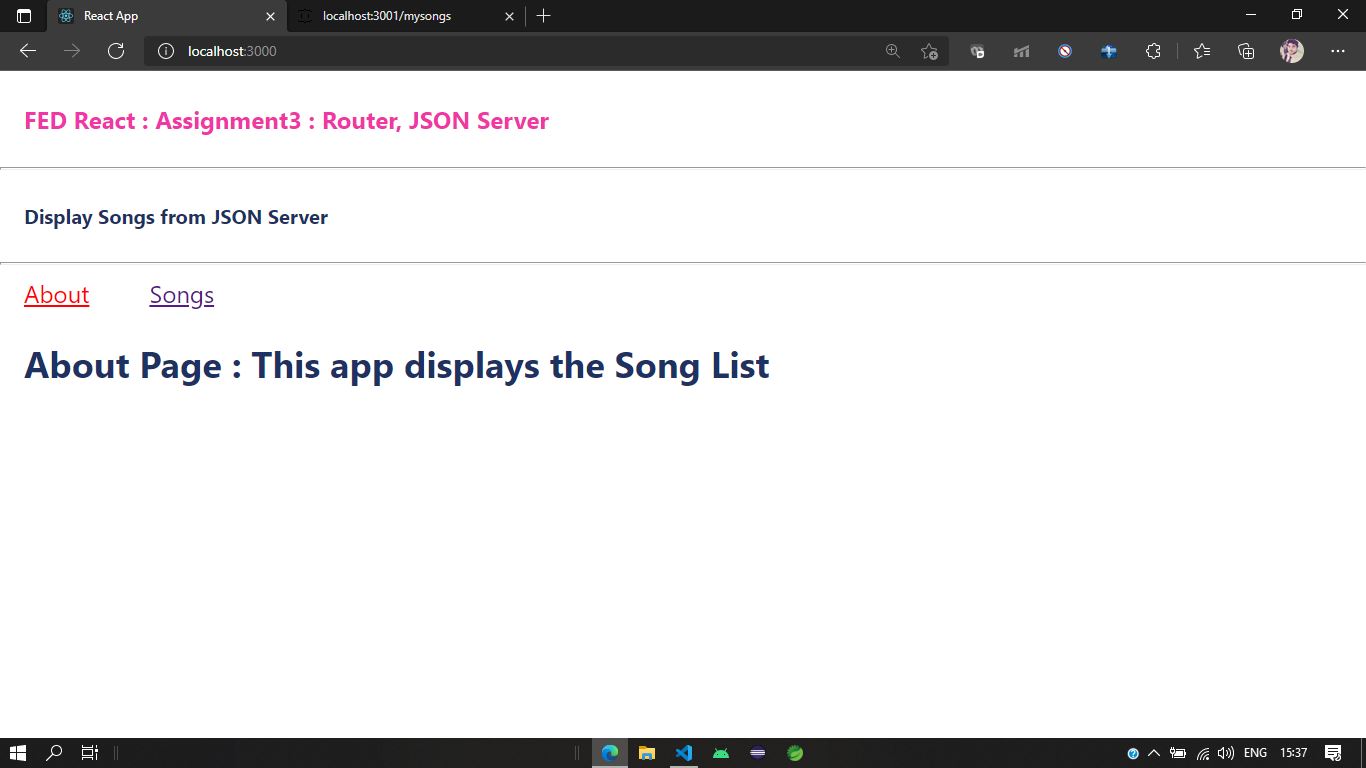 React App
localhost:3001/mysongs
localhost:3000
FED React : Assignment3 : Router, JSON Server
Display Songs from JSON Server
About Songs
About Page : This app displays the Song List
ENG 15:37